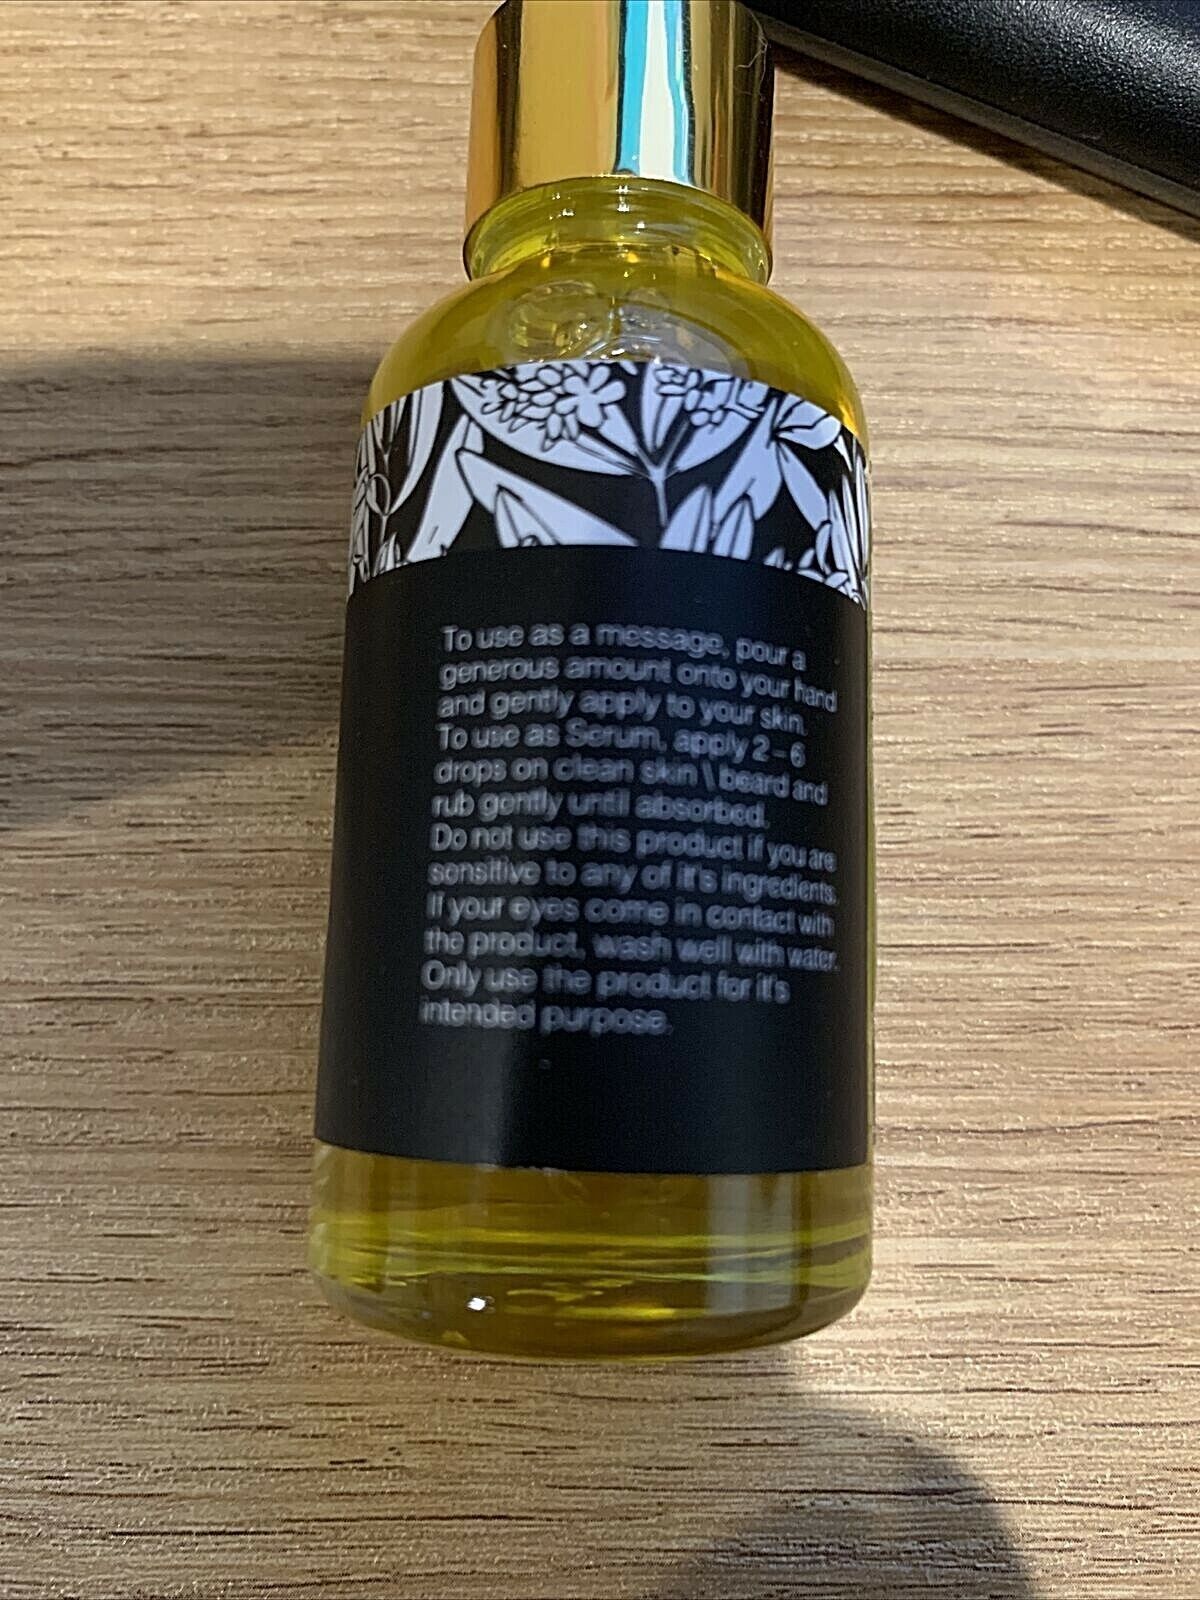 To use as a message, pour a
generous amount onto your hand
and gently apply to your skin.
To use as Serum, apply 2 - 6
drops on clean skin \ beard and
rub gently until absorbed.
Do not use this product if you are
sensitive to any of it's ingredients.
If your eyes come in contact with
the product, wash well with water.
Only use the product for it's
intended purpose.